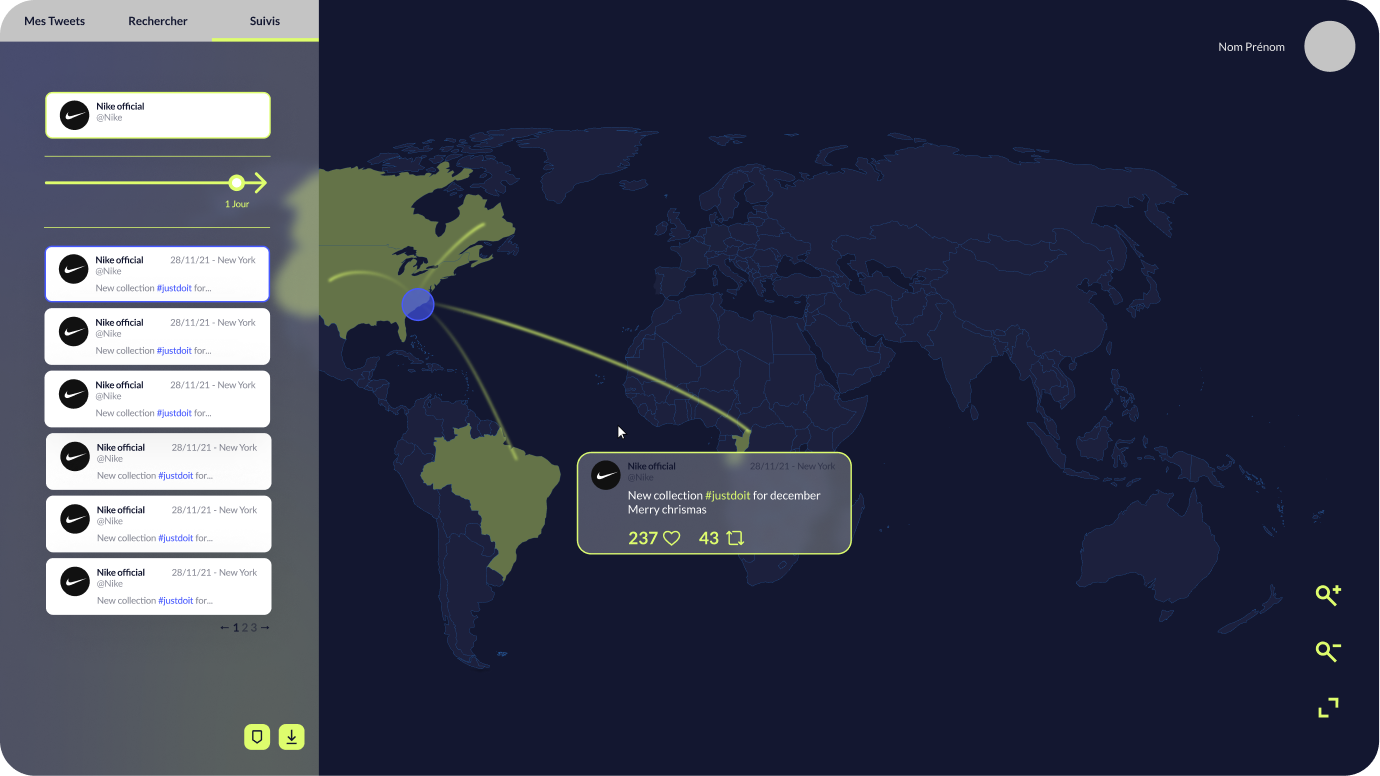 Mes Tweets
Rechercher
Suivis
Nom Prénom
Nike official
@Nike
1 Jour
Nike official 28/11/21 - New York
@Nike
New collection #justdoit for...
Nike official 28/11/21 - New York
@Nike
New collection #justdoit for...
Nike official 28/11/21 - New York
@Nike
New collection #justdoit for...
Nike official 28/11/21 - New York
@Nike
New collection #justdoit for...
Nike official 28/11/21 - New York
@Nike
New collection #justdoit for...
Nike official 28/11/21 - New York
@Nike
New collection #justdoit for...
← 1 2 3 →
Nike official 28/11/21 - New York
@Nike
New collection #justdoit for december
Merry chrismas
237 43